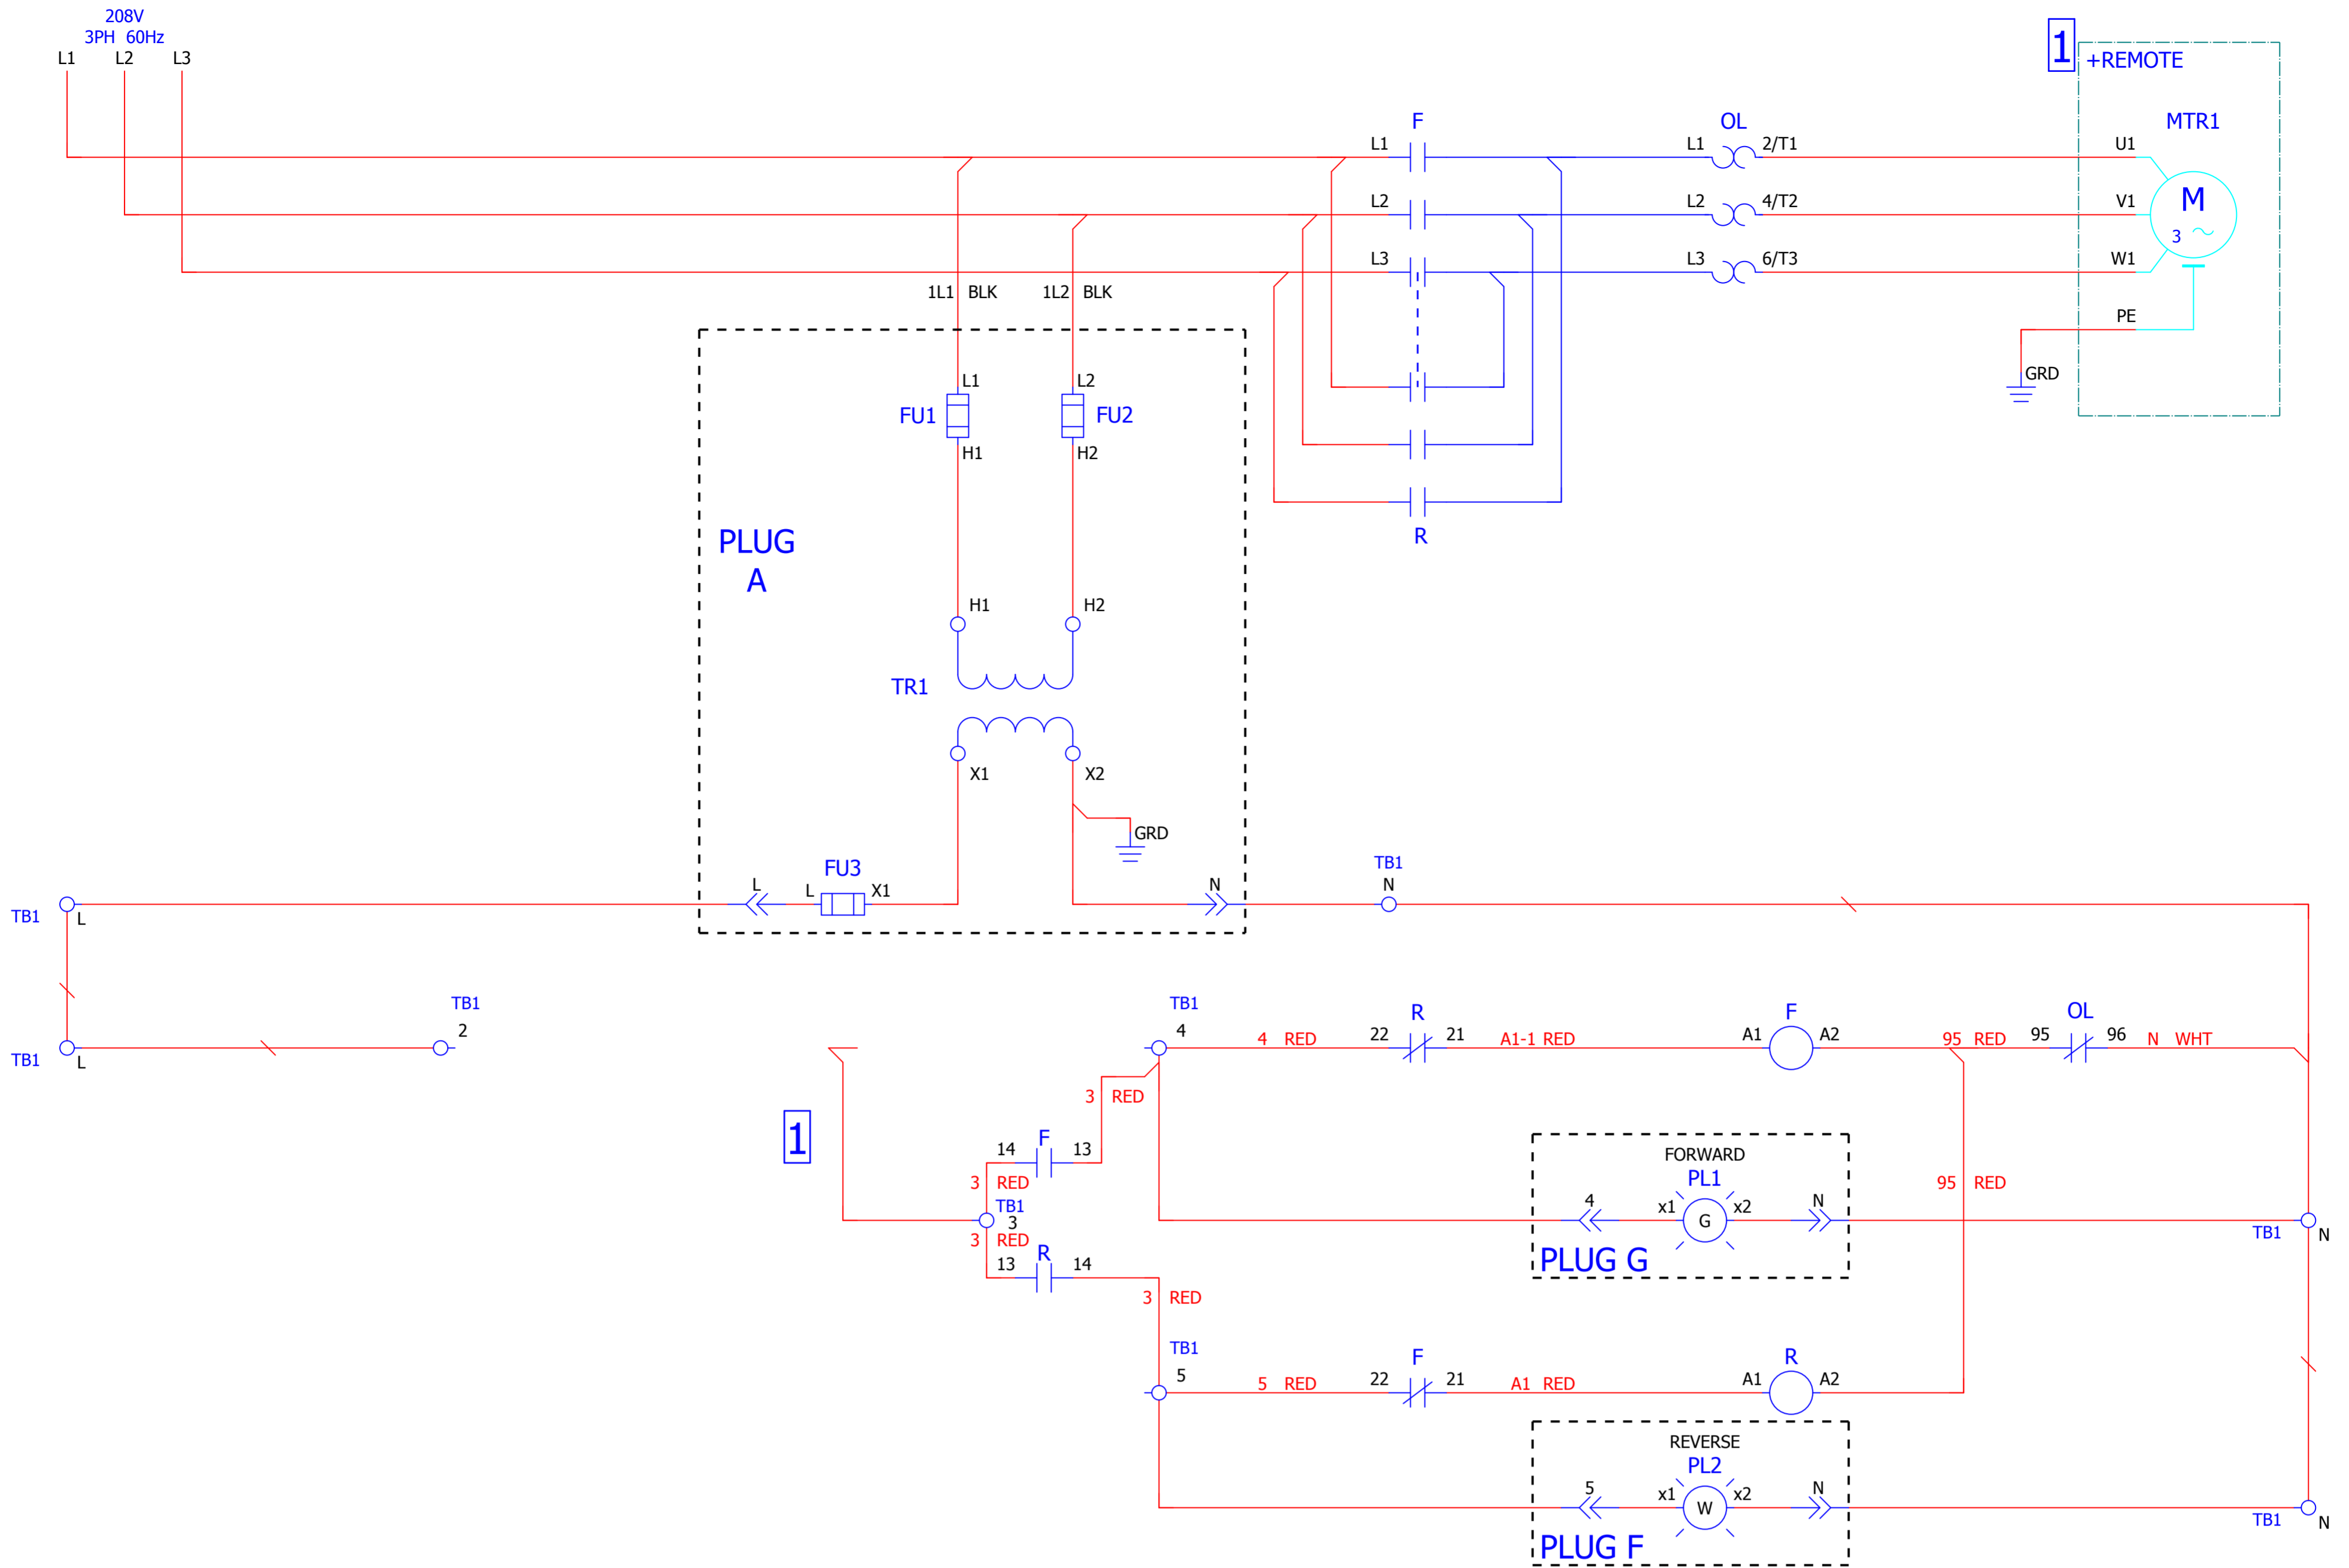 208V
3PH 60Hz
L1 L2 L3
1
+REMOTE
F
OL
MTR1
L1
L1
2/T1
U1
L2
L2
4/T2
V1
M
3
L3
L3
6/T3
W1
1L1 BLK
1L2 BLK
PE
GRD
L1
L2
FU1
FU2
H1
H2
R
PLUG
A
H1
H2
TR1
X1
X2
GRD
FU3
L
L
X1
N
TB1
N
TB1
L
TB1
2
TB1
L
TB1
4
4 RED
22
R
21
A1-1 RED
A1
F
A2
95 RED
95
OL
96
N WHT
3 RED
1
14
F
13
3 RED
TB1
3
3 RED
13
R
14
3 RED
FORWARD
PL1
4
x1
G
x2
N
PLUG G
95 RED
TB1
N
TB1
5
5 RED
22
F
21
A1 RED
A1
R
A2
REVERSE
PL2
5
x1
W
x2
N
PLUG F
TB1
N